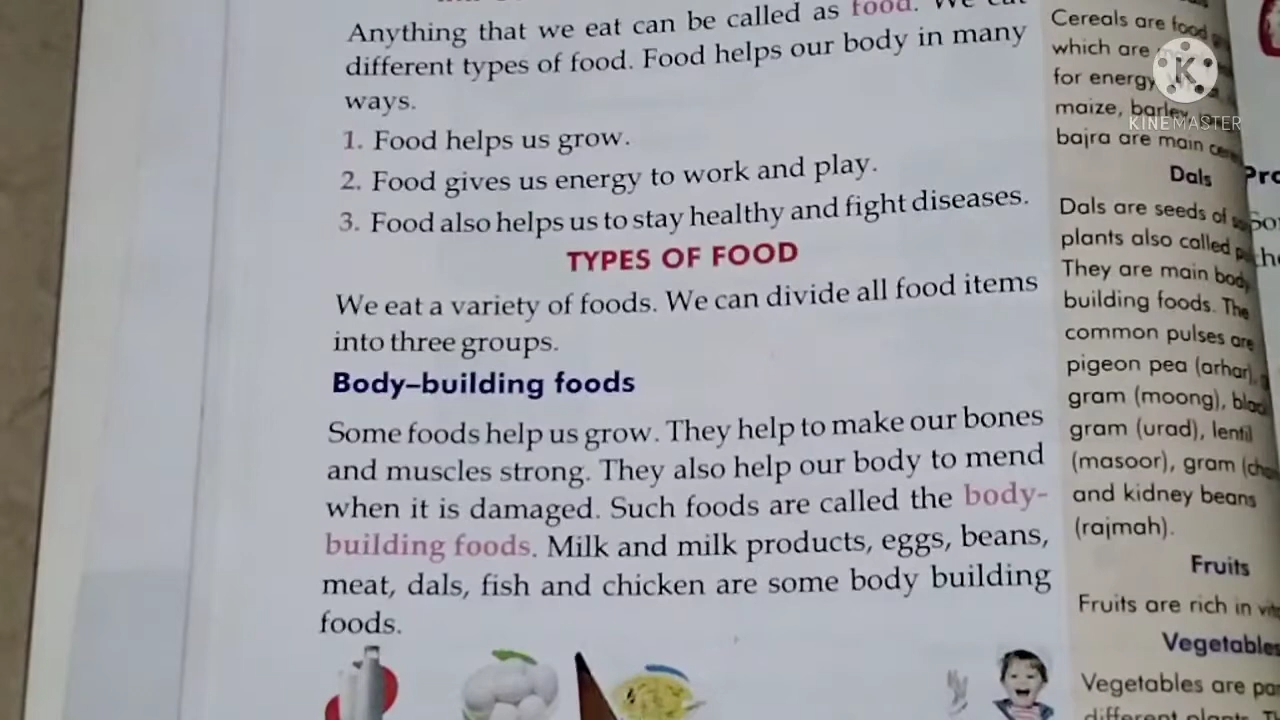 Anything that we eat can be called as food. We eat
different types of food. Food helps our body in many
ways.
1. Food helps us grow.
2. Food gives us energy to work and play.
3. Food also helps us to stay healthy and fight diseases.
TYPES OF FOOD
We eat a variety of foods. We can divide all food items
into three groups.
Body-building foods
Some foods help us grow. They help to make our bones
and muscles strong. They also help our body to mend
when it is damaged. Such foods are called the body-
building foods. Milk and milk products, eggs, beans,
meat, dals, fish and chicken are some body building
foods.
Cereals are food
which are
for energy
maize, barley
bajra are main
Dals
Dals are seeds of
plants also called
They are main body
building foods. The
common pulses are
pigeon pea (arhar),
gram (moong),
gram (urad), lentil
(masoor), gram
and kidney beans
(rajmah).
Fruits
Fruits are rich in
Vegetables
Vegetables are
different plants.
K
KINEMASTER